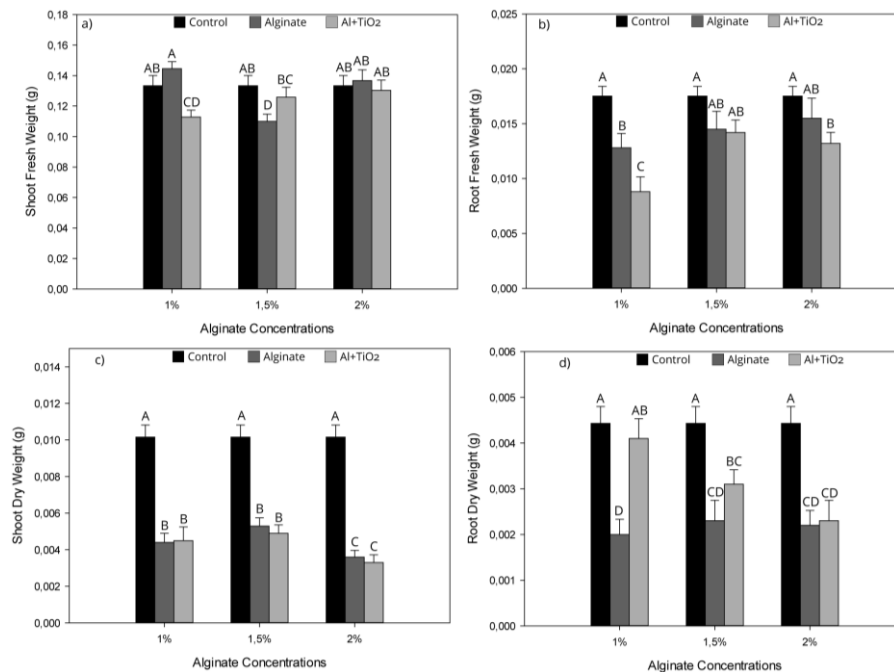 a)
Control Alginate Al+TiO2
0,18
0,16
0,14
0,12
0,10
0,08
0,06
0,04
0,02
0,00
Shoot Fresh Weight (g)
AB A CD AB D BC AB AB AB
1% 1,5% 2%
Alginate Concentrations
b)
Control Alginate Al+TiO2
0,025
0,020
0,015
0,010
0,005
0,000
Root Fresh Weight (g)
A B C A AB AB A AB B
1% 1,5% 2%
Alginate Concentrations
c)
Control Alginate Al+TiO2
0,014
0,012
0,010
0,008
0,006
0,004
0,002
0,000
Shoot Dry Weight (g)
A B B A B B A C C
1% 1,5% 2%
Alginate Concentrations
d)
Control Alginate Al+TiO2
0,006
0,005
0,004
0,003
0,002
0,001
0,000
Root Dry Weight (g)
A D AB A CD BC A CD CD
1% 1,5% 2%
Alginate Concentrations